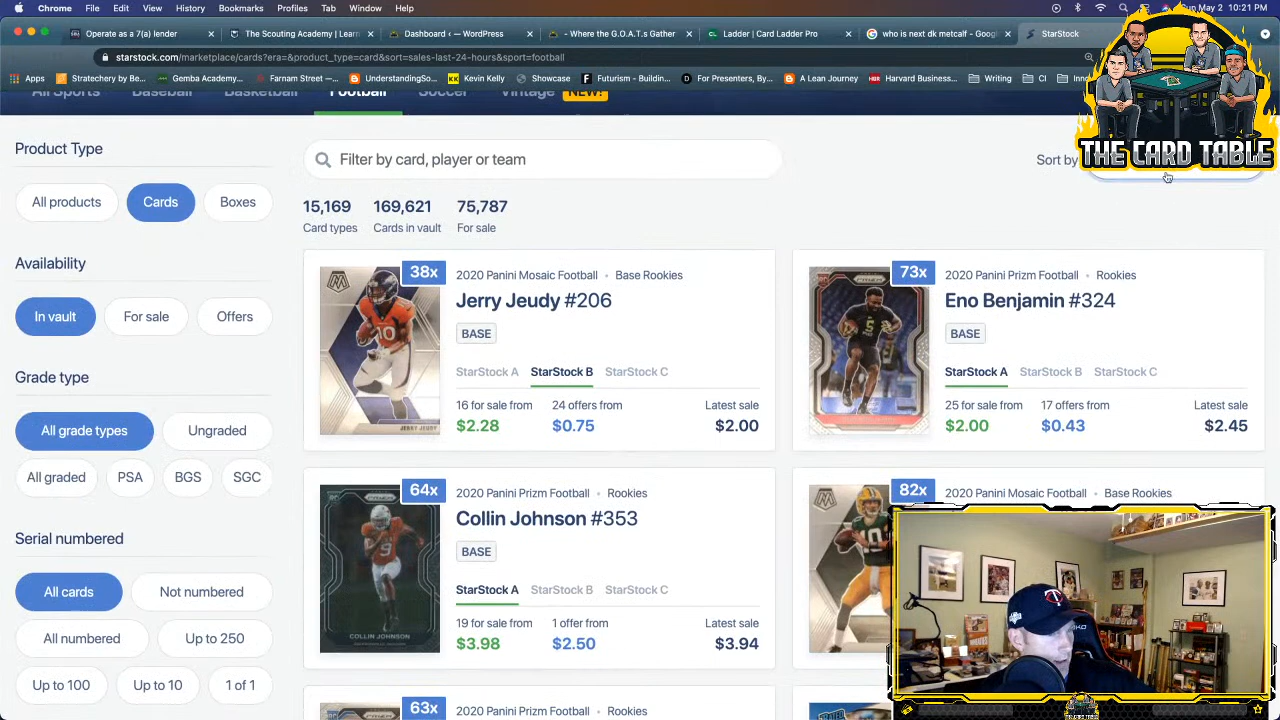 Chrome File Edit View History Bookmarks Profiles Tab Window Help
10:21 PM
Operate as a 7(a) lender × The Scouting Academy | Learn × Dashboard × - Where the G.O.A.T.s Gather × Card Ladder Pro × who is next dk metcalf - Goog × StarStock
starstock.com/marketplace/cards?era=&product_type=card&sort=sales-last-24-hours&sport=football
Apps Stratechery by Be... Gemba Academy... Farnam Street -... UnderstandingSo... Showcase Futurism - Buildin... For Presenters, By... A Lean Journey Harvard Business... Writing CI
All Sports Baseball Basketball Football Soccer Vintage NEW!
THE CARD TABLE
Product Type
All products Cards Boxes
Availability
In vault For sale Offers
Grade type
All grade types Ungraded
All graded PSA BGS SGC
Serial numbered
All cards Not numbered
All numbered Up to 250
Up to 100 Up to 10 1 of 1
Filter by card, player or team
Sort by
15,169 169,621 75,787
Card types Cards in vault For sale
38x
2020 Panini Mosaic Football • Base Rookies
Jerry Jeudy #206
BASE
StarStock A StarStock B StarStock C
16 for sale from 24 offers from Latest sale
$2.28 $0.75 $2.00
JERRY JEUDY
73x
2020 Panini Prizm Football • Rookies
Eno Benjamin #324
BASE
StarStock A StarStock B StarStock C
25 for sale from 17 offers from Latest sale
$2.00 $0.43 $2.45
64x
2020 Panini Prizm Football • Rookies
Collin Johnson #353
BASE
StarStock A StarStock B StarStock C
19 for sale from 1 offer from Latest sale
$3.98 $2.50 $3.94
COLLIN JOHNSON
82x
2020 Panini Mosaic Football • Base Rookies
63x
2020 Panini Prizm Football • Rookies